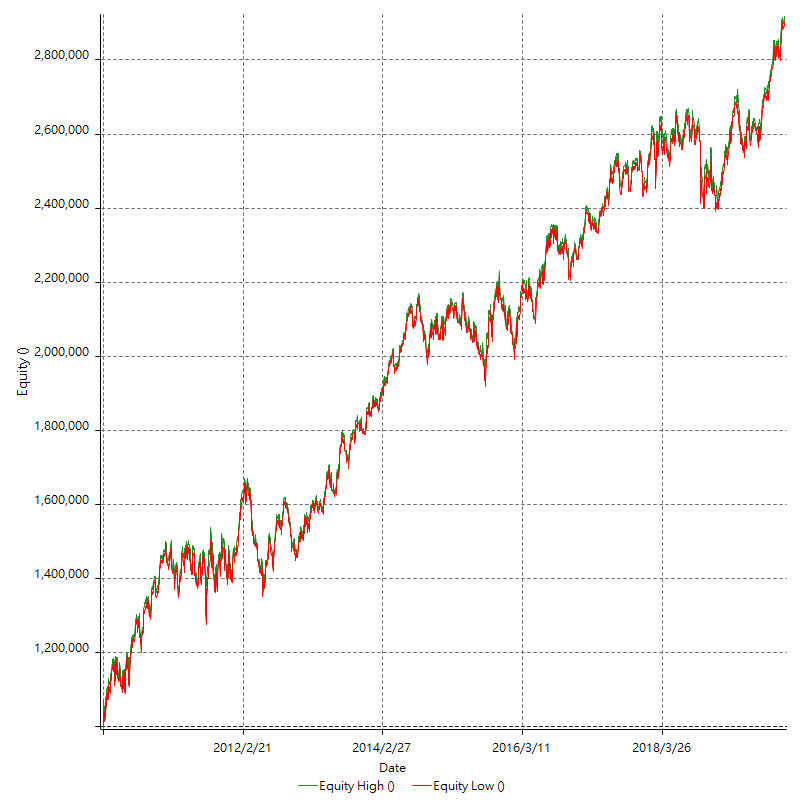 2,800,000
2,600,000
2,400,000
2,200,000
2,000,000
1,800,000
1,600,000
1,400,000
1,200,000
Equity ()
2012/2/21 2014/2/27 2016/3/11 2018/3/26
Date
Equity High () Equity Low ()